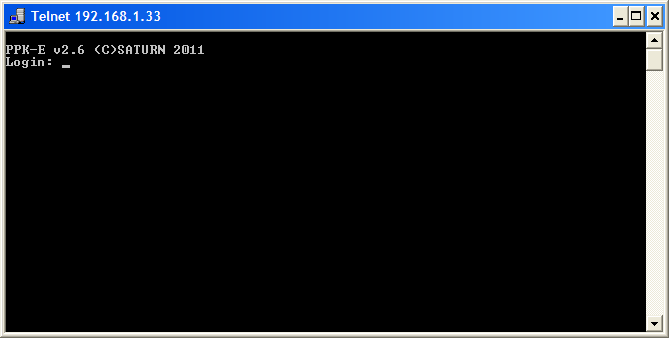 Telnet 192.168.1.33
PPK-E v2.6 (C)SATURN 2011
Login: _